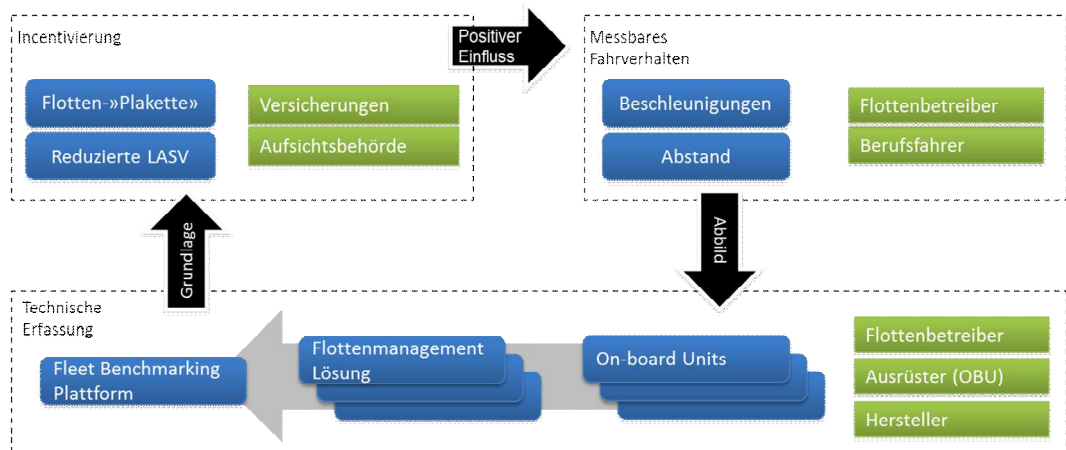 Incentivierung
Flotten-»Plakette»
Reduzierte LASV
Versicherungen
Aufsichtsbehörde
Positiver
Einfluss
Messbares
Fahrverhalten
Beschleunigungen
Abstand
Flottenbetreiber
Berufsfahrer
Grundlage
Abbild
Technische
Erfassung
Fleet Benchmarking
Plattform
Flottenmanagement
Lösung
On-board Units
Flottenbetreiber
Ausrüster (OBU)
Hersteller